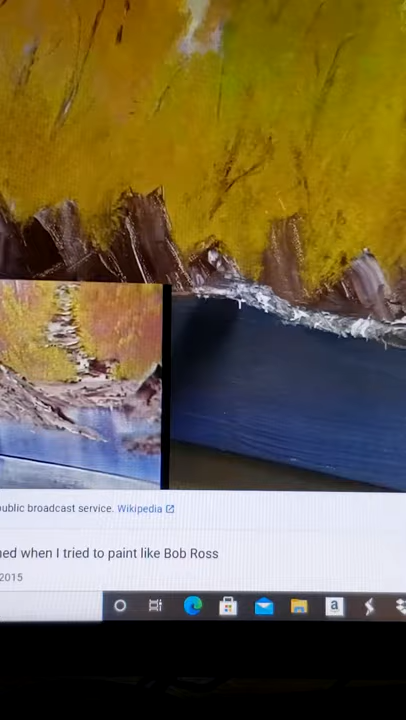 public broadcast service. Wikipedia
ned when I tried to paint like Bob Ross
2015
a